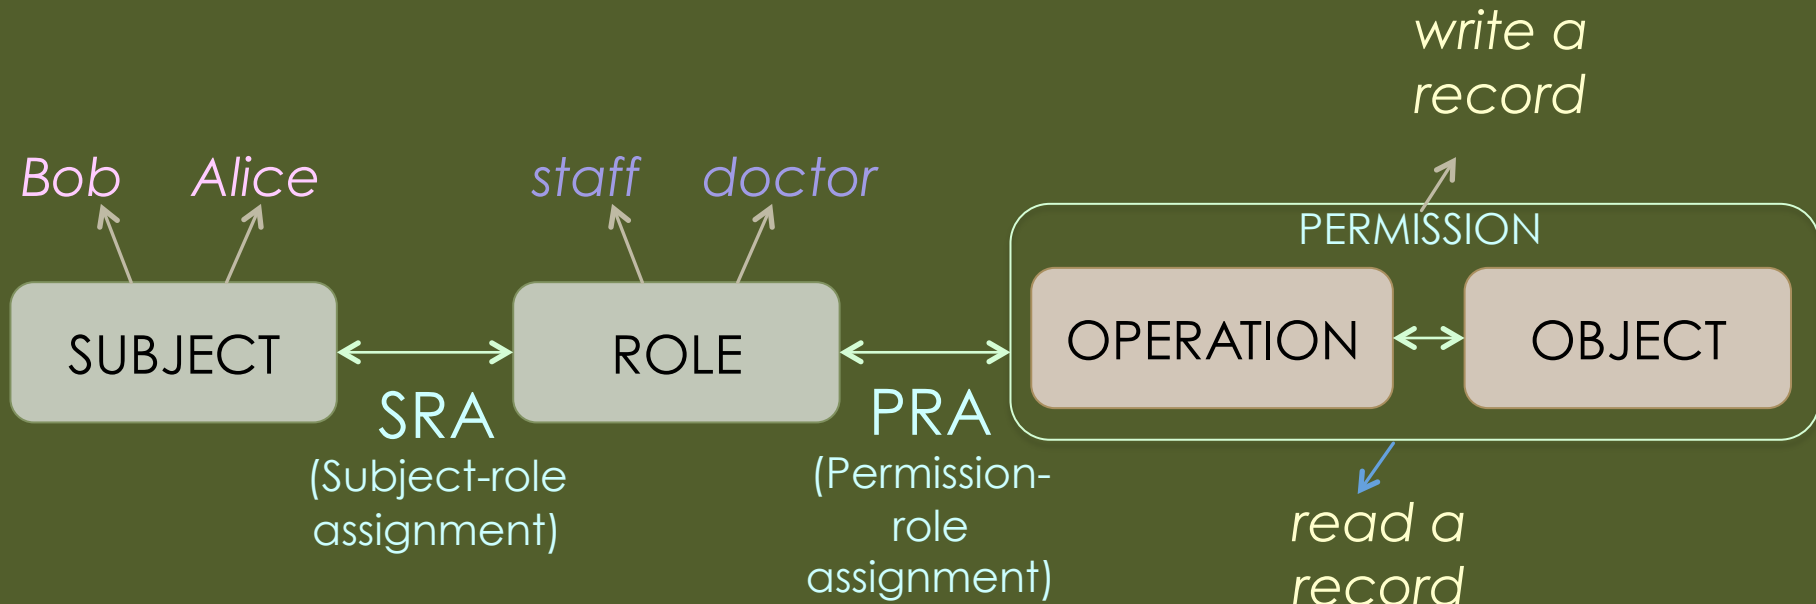 write a
record
Bob Alice staff doctor
PERMISSION
SUBJECT ROLE OPERATION OBJECT
SRA
(Subject-role
assignment)
PRA
(Permission-
role
assignment)
read a
record